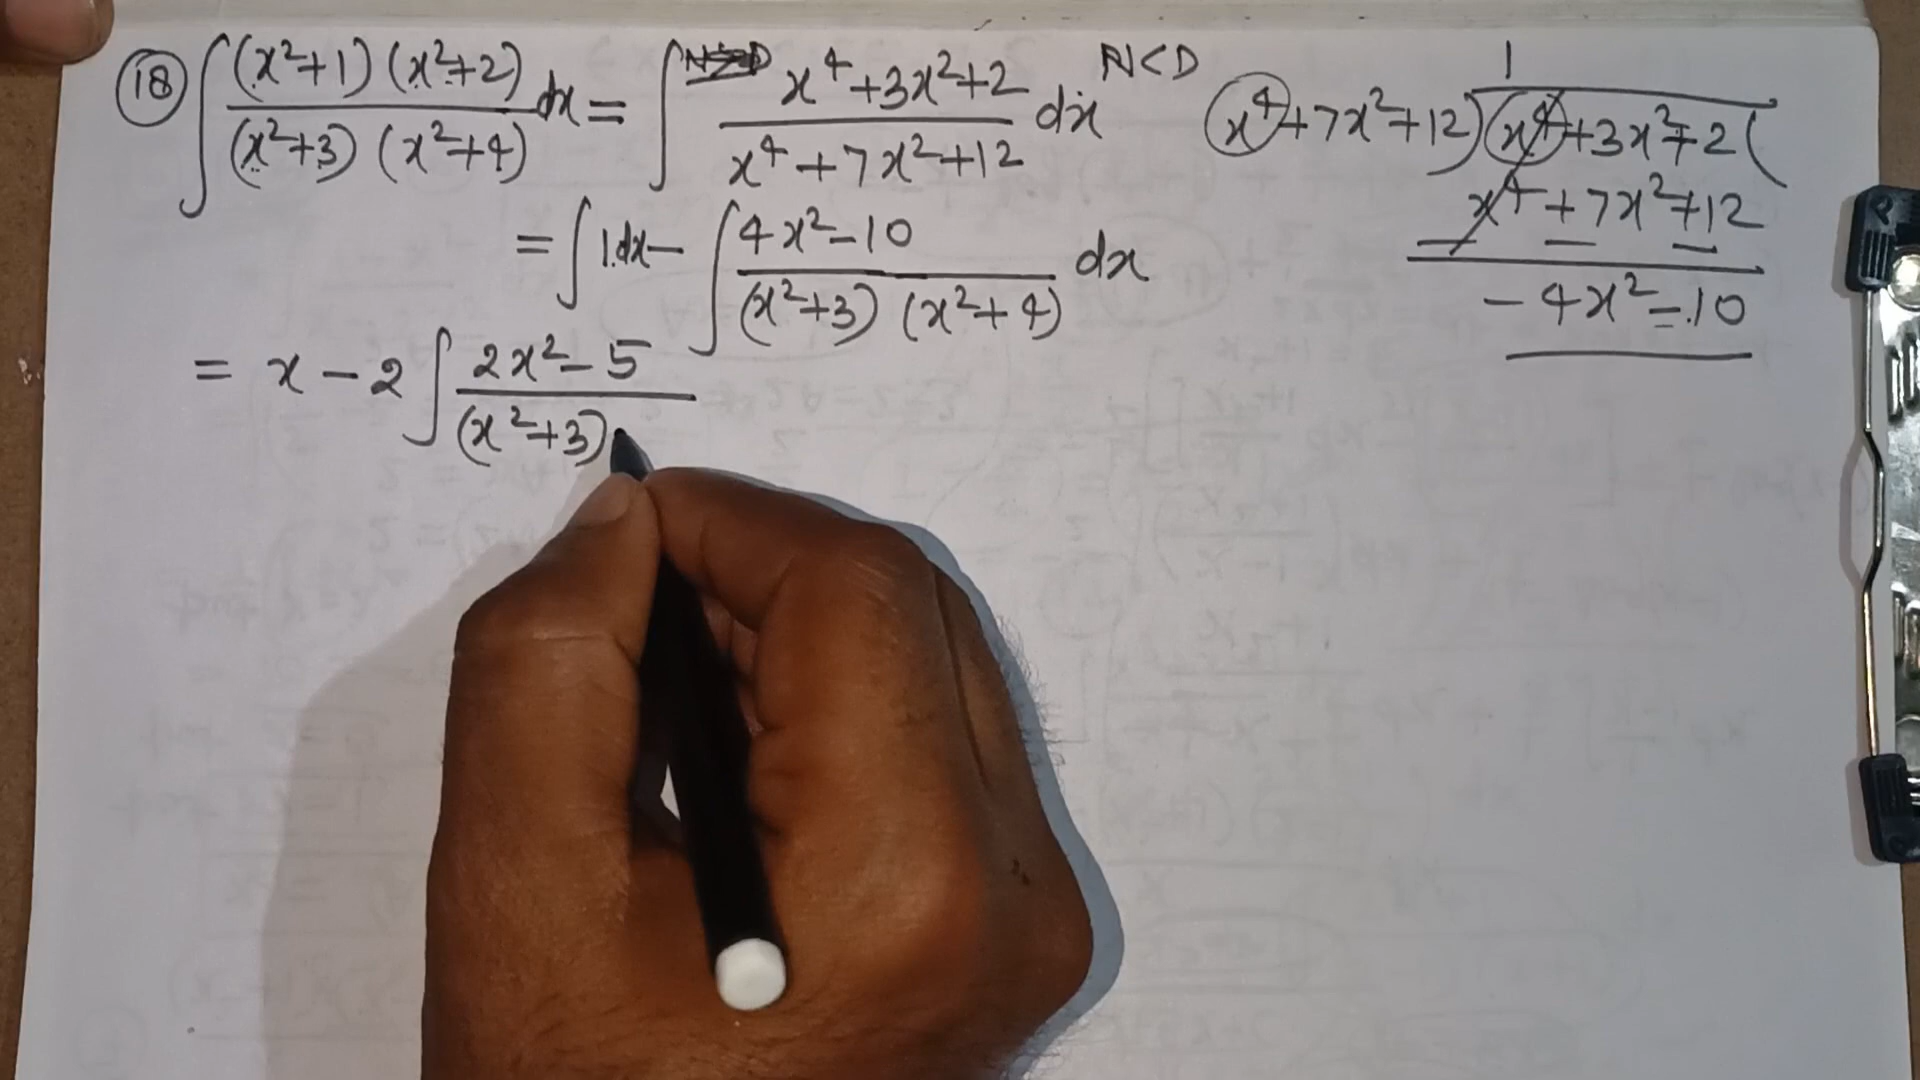 (18) ∫ (x²+1)(x²+2) / (x²+3)(x²+4) dx = ∫ x⁴+3x²+2 / x⁴+7x²+12 dx
N<D
= ∫ 1.dx − ∫ 4x²−10 / (x²+3)(x²+4) dx
= x − 2 ∫ 2x²−5 / (x²+3)
1
x⁴+7x²+12) x⁴+3x²+2 (
x⁴+7x²+12
− − −
−4x²−10